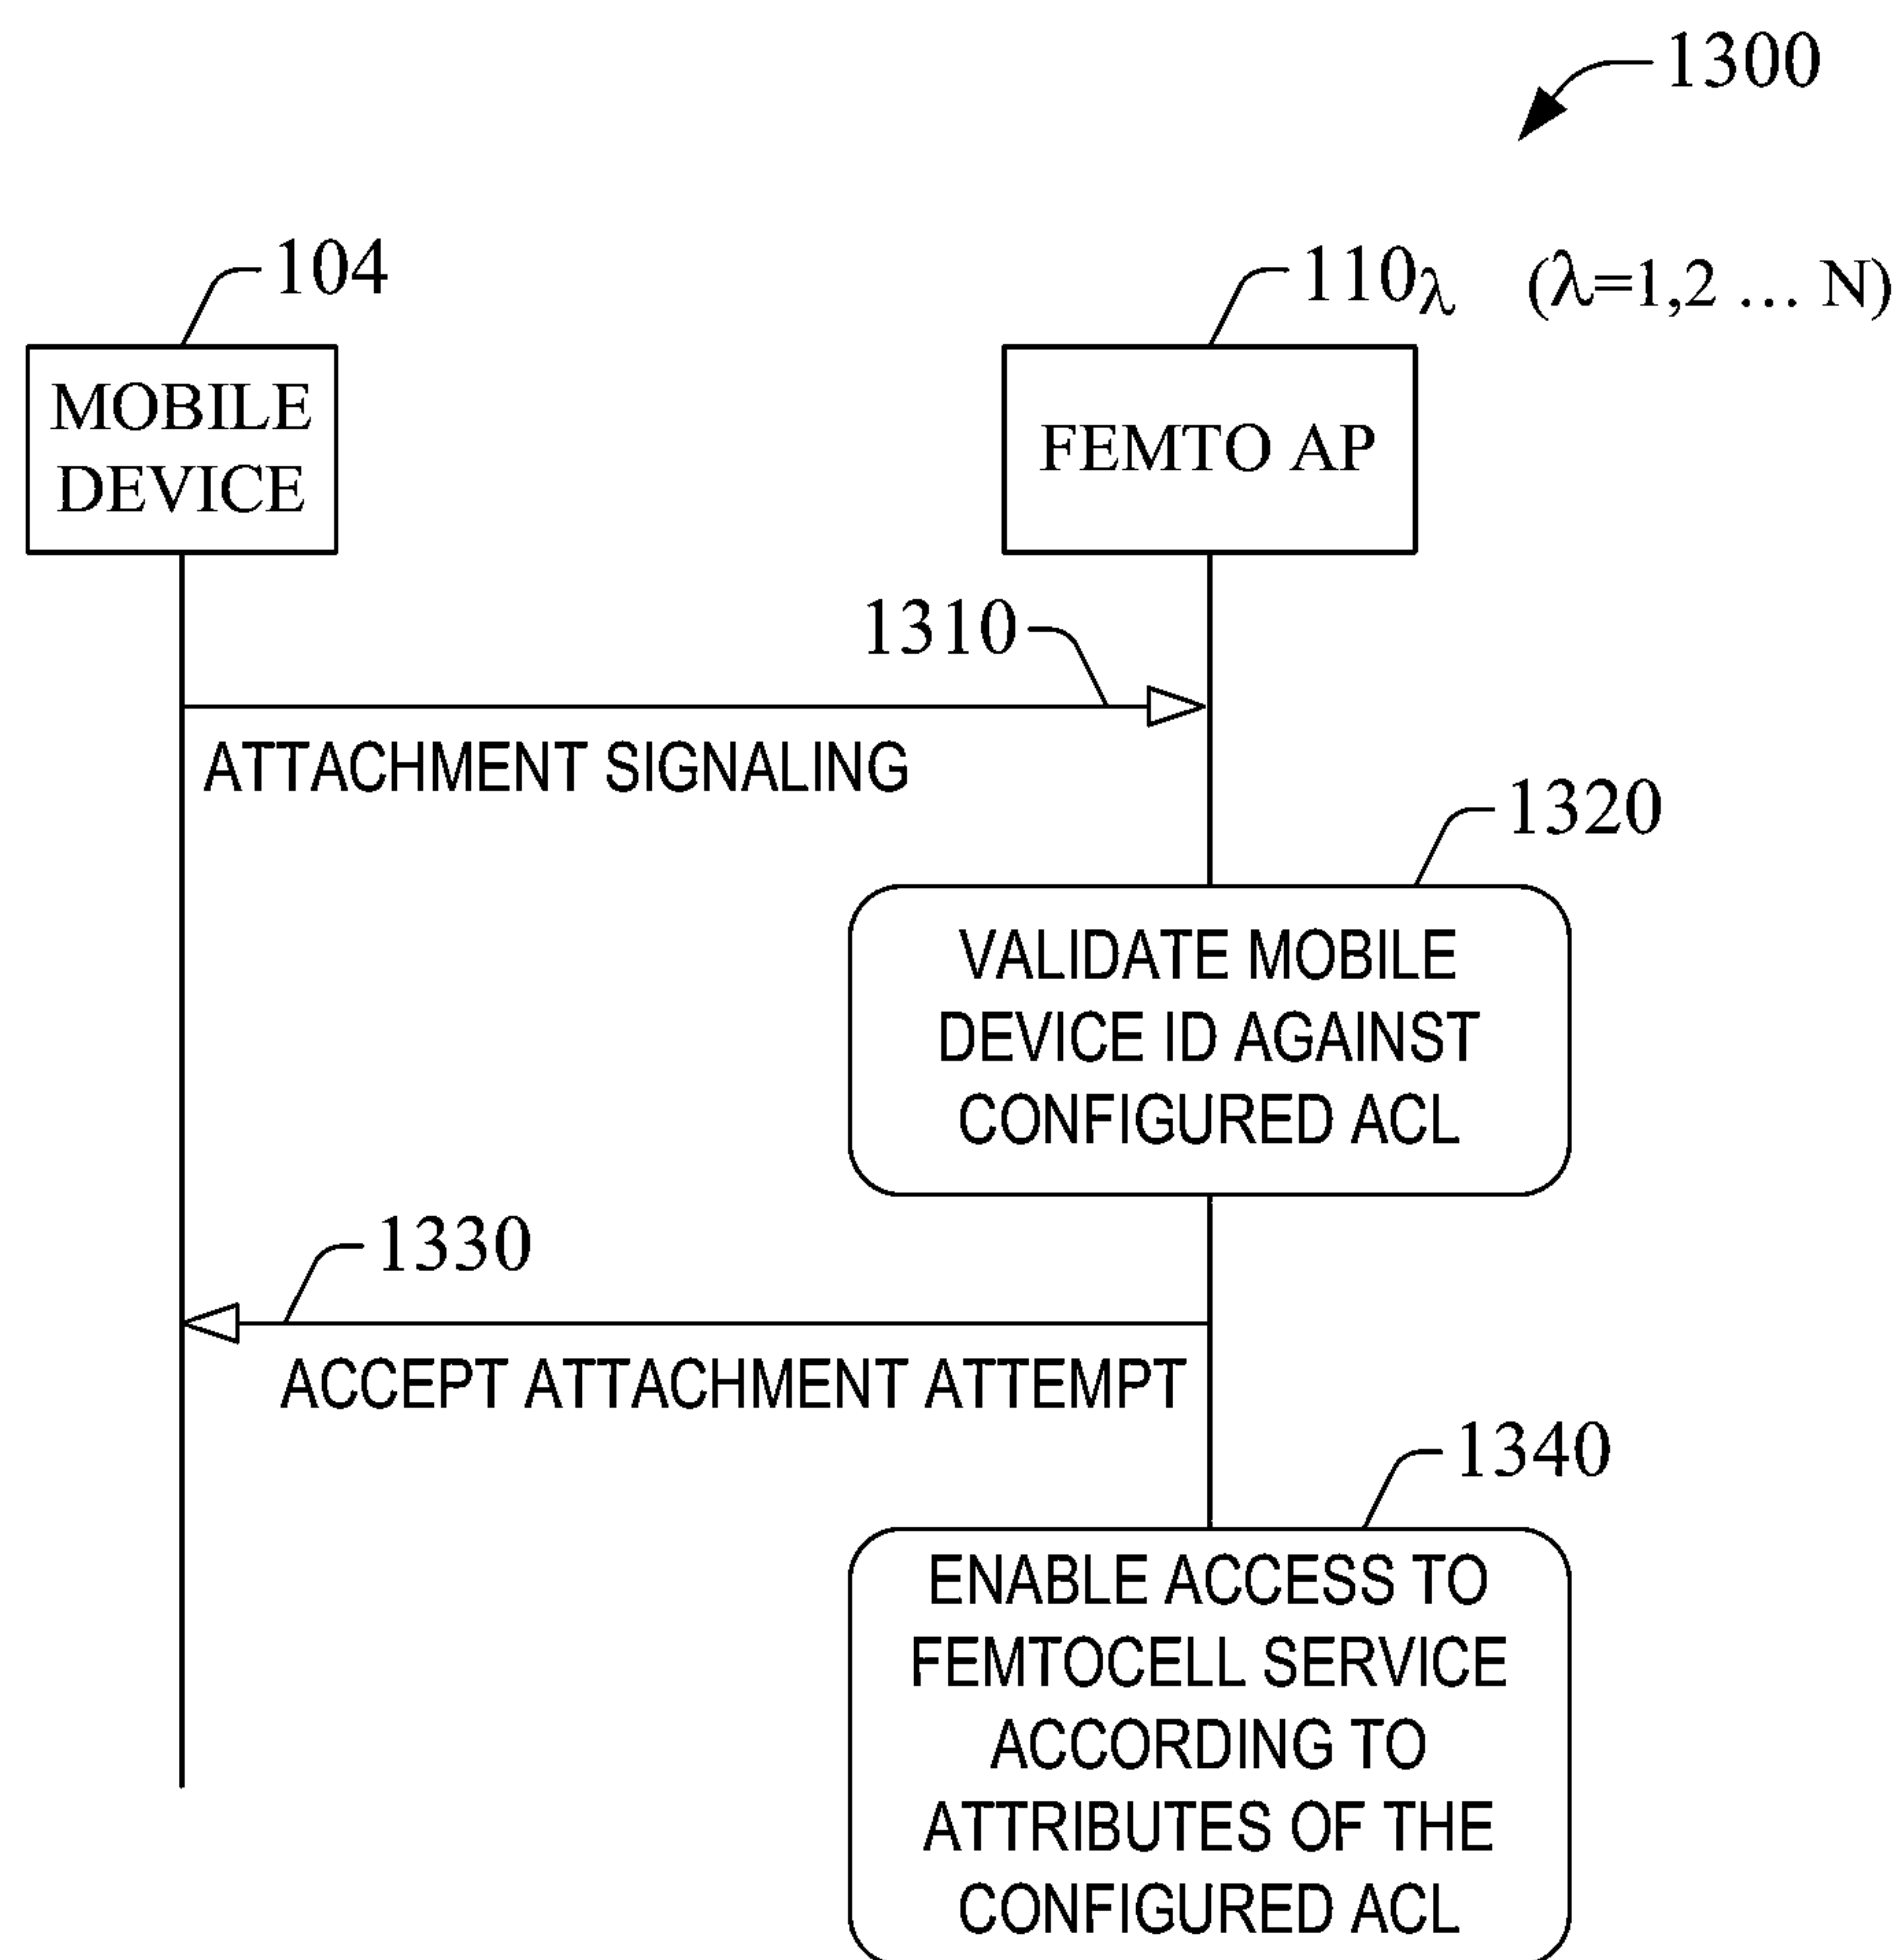 1300
104
110λ (λ=1,2 ... N)
MOBILE
DEVICE
FEMTO AP
1310
ATTACHMENT SIGNALING
1320
VALIDATE MOBILE
DEVICE ID AGAINST
CONFIGURED ACL
1330
ACCEPT ATTACHMENT ATTEMPT
1340
ENABLE ACCESS TO
FEMTOCELL SERVICE
ACCORDING TO
ATTRIBUTES OF THE
CONFIGURED ACL